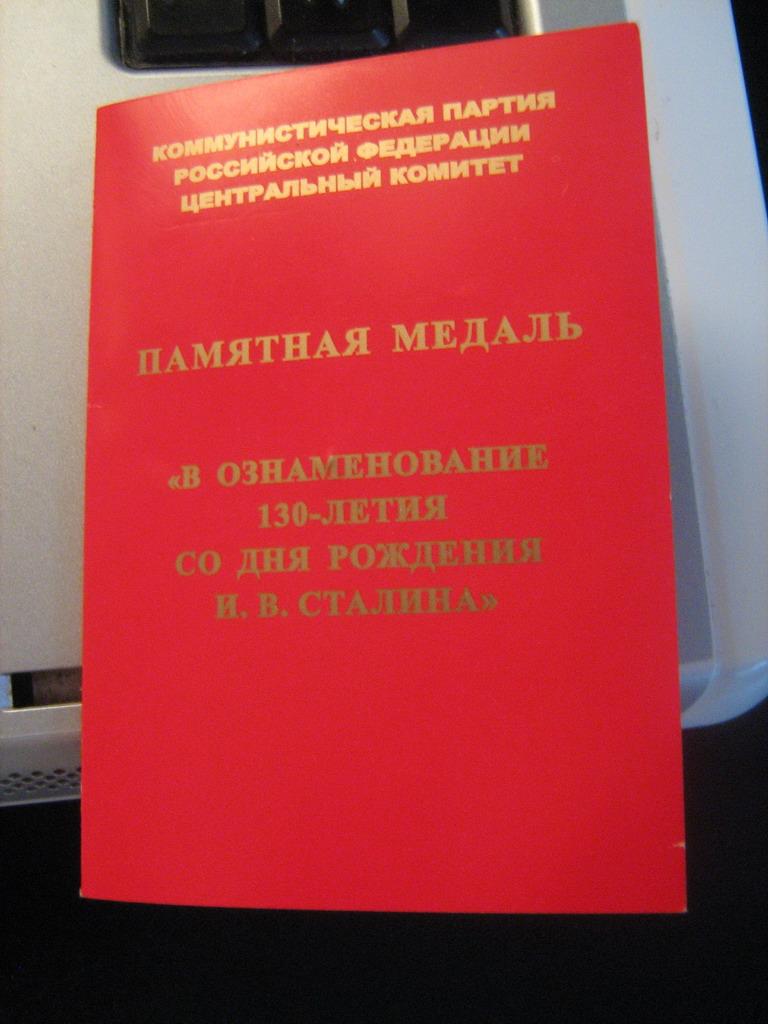 КОММУНИСТИЧЕСКАЯ ПАРТИЯ
РОССИЙСКОЙ ФЕДЕРАЦИИ
ЦЕНТРАЛЬНЫЙ КОМИТЕТ
ПАМЯТНАЯ МЕДАЛЬ
«В ОЗНАМЕНОВАНИЕ
130-ЛЕТИЯ
СО ДНЯ РОЖДЕНИЯ
И. В. СТАЛИНА»